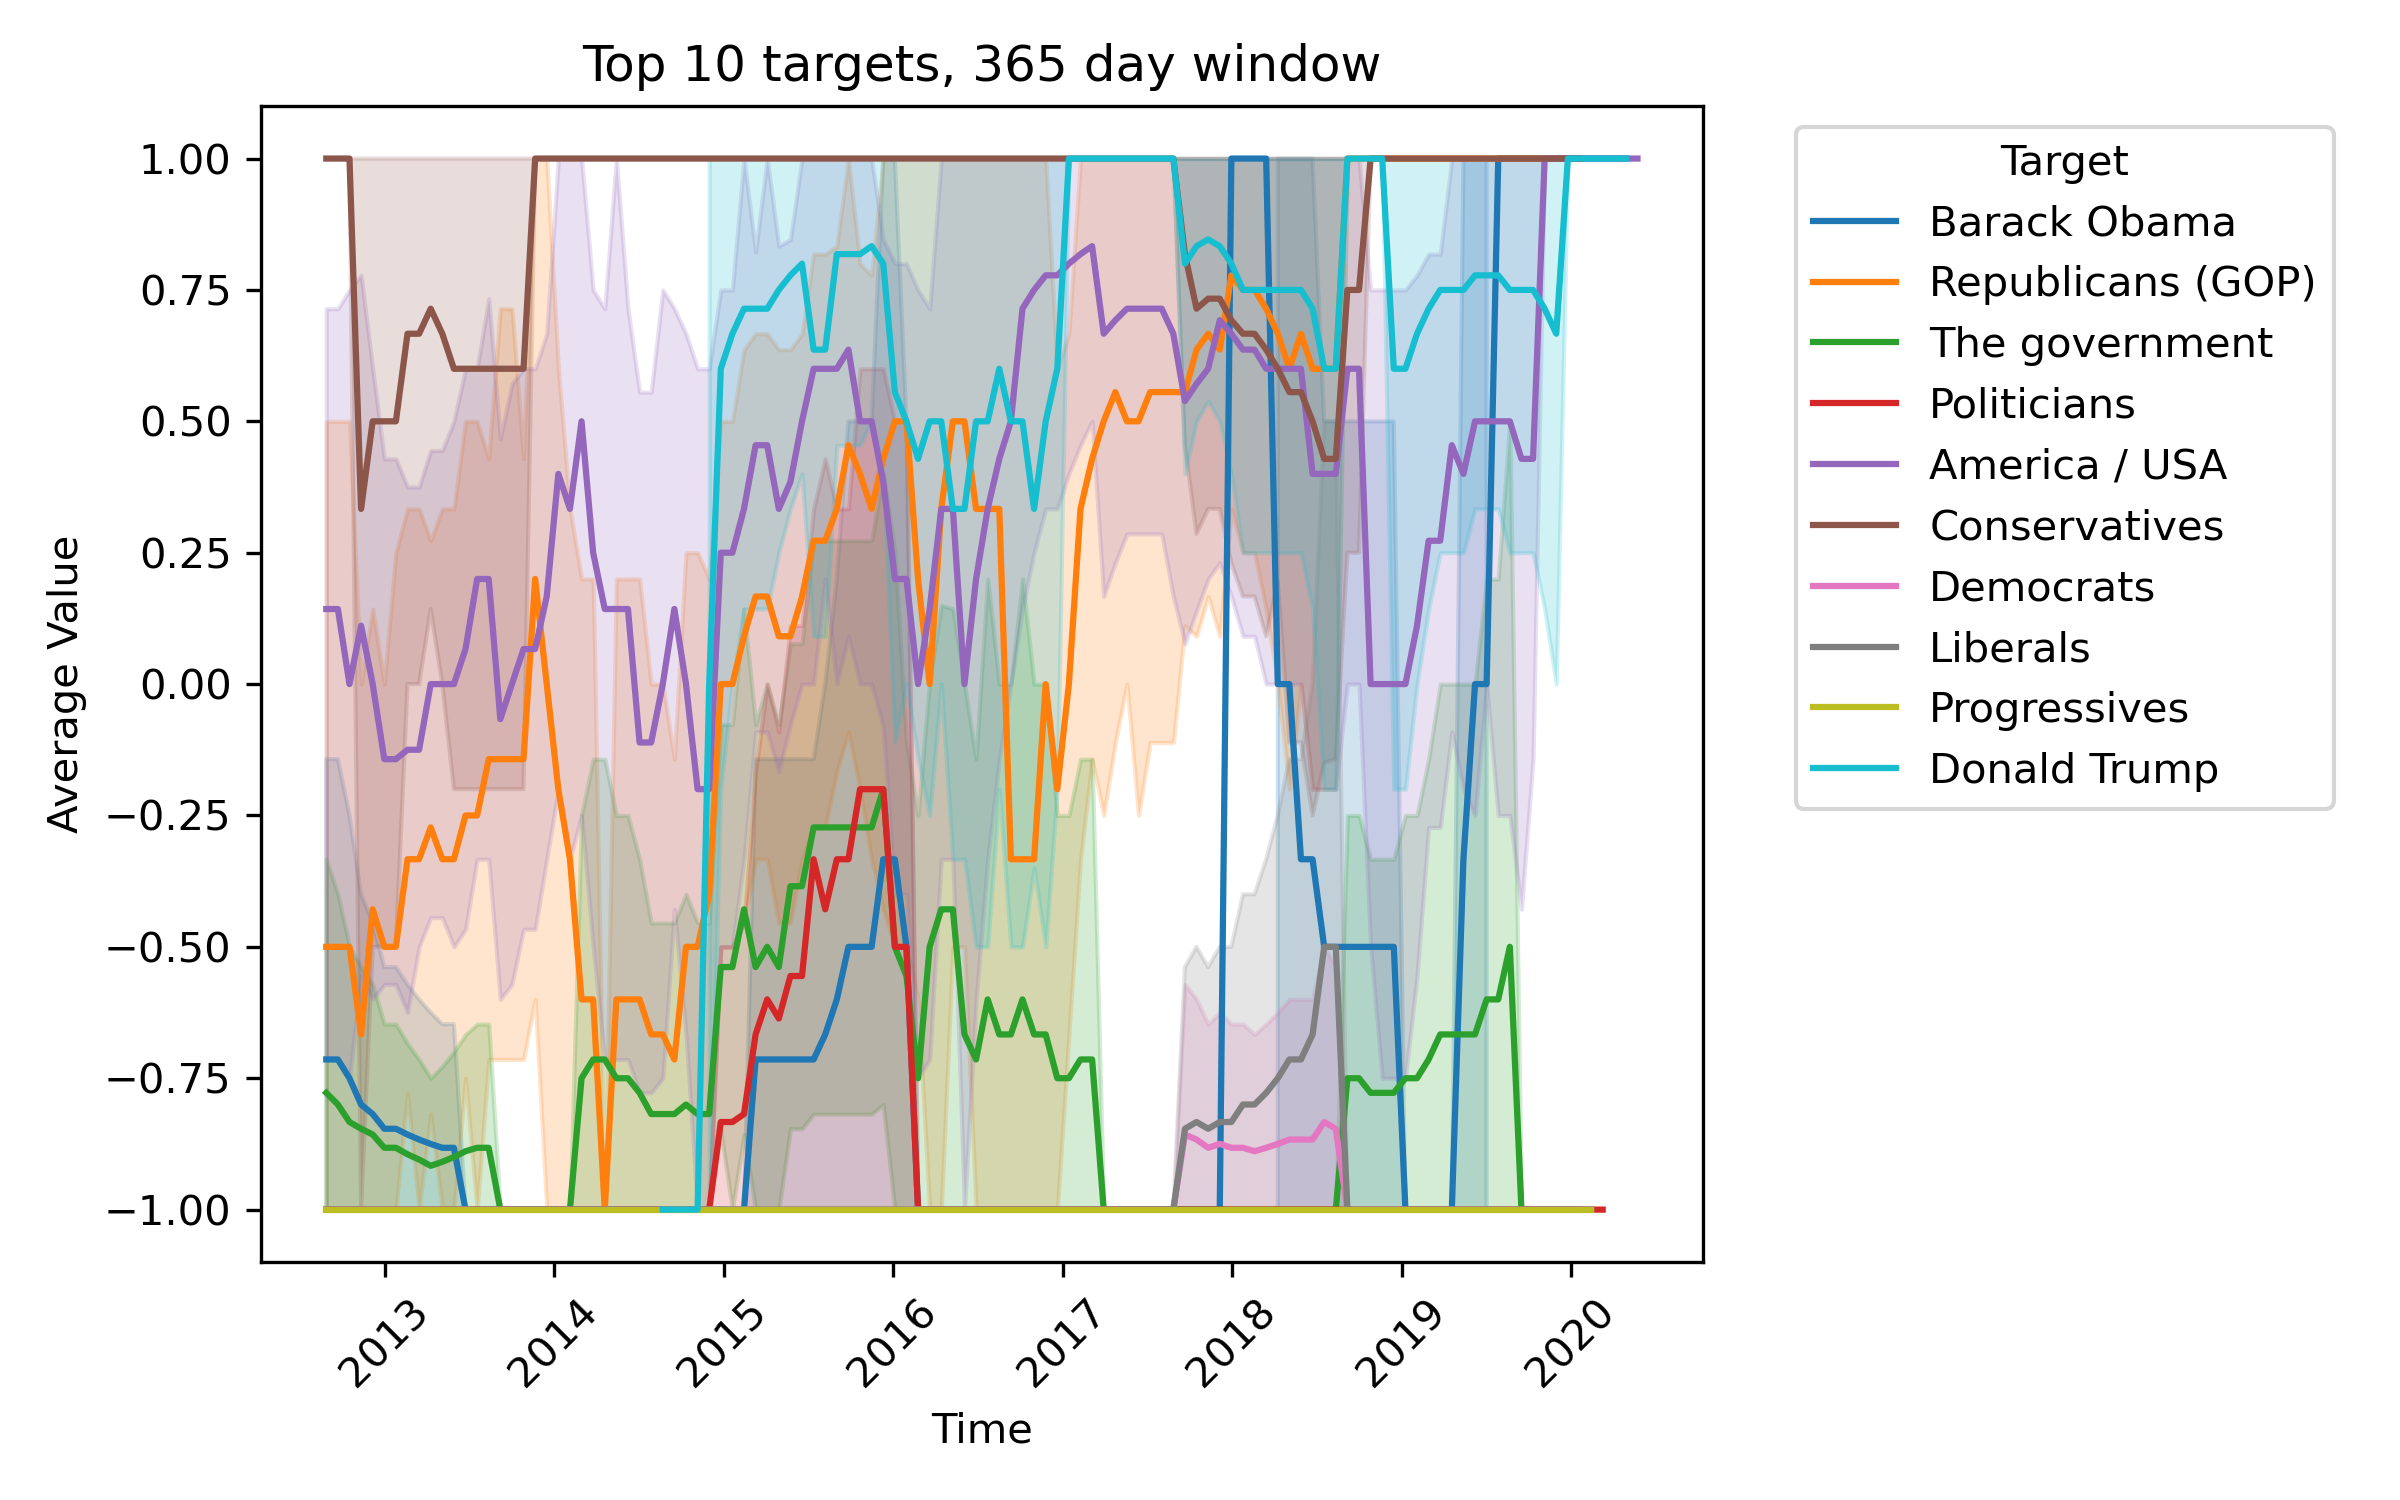 Top 10 targets, 365 day window
Average Value
1.00
0.75
0.50
0.25
0.00
−0.25
−0.50
−0.75
−1.00
2013
2014
2015
2016
2017
2018
2019
2020
Time
Target
Barack Obama
Republicans (GOP)
The government
Politicians
America / USA
Conservatives
Democrats
Liberals
Progressives
Donald Trump